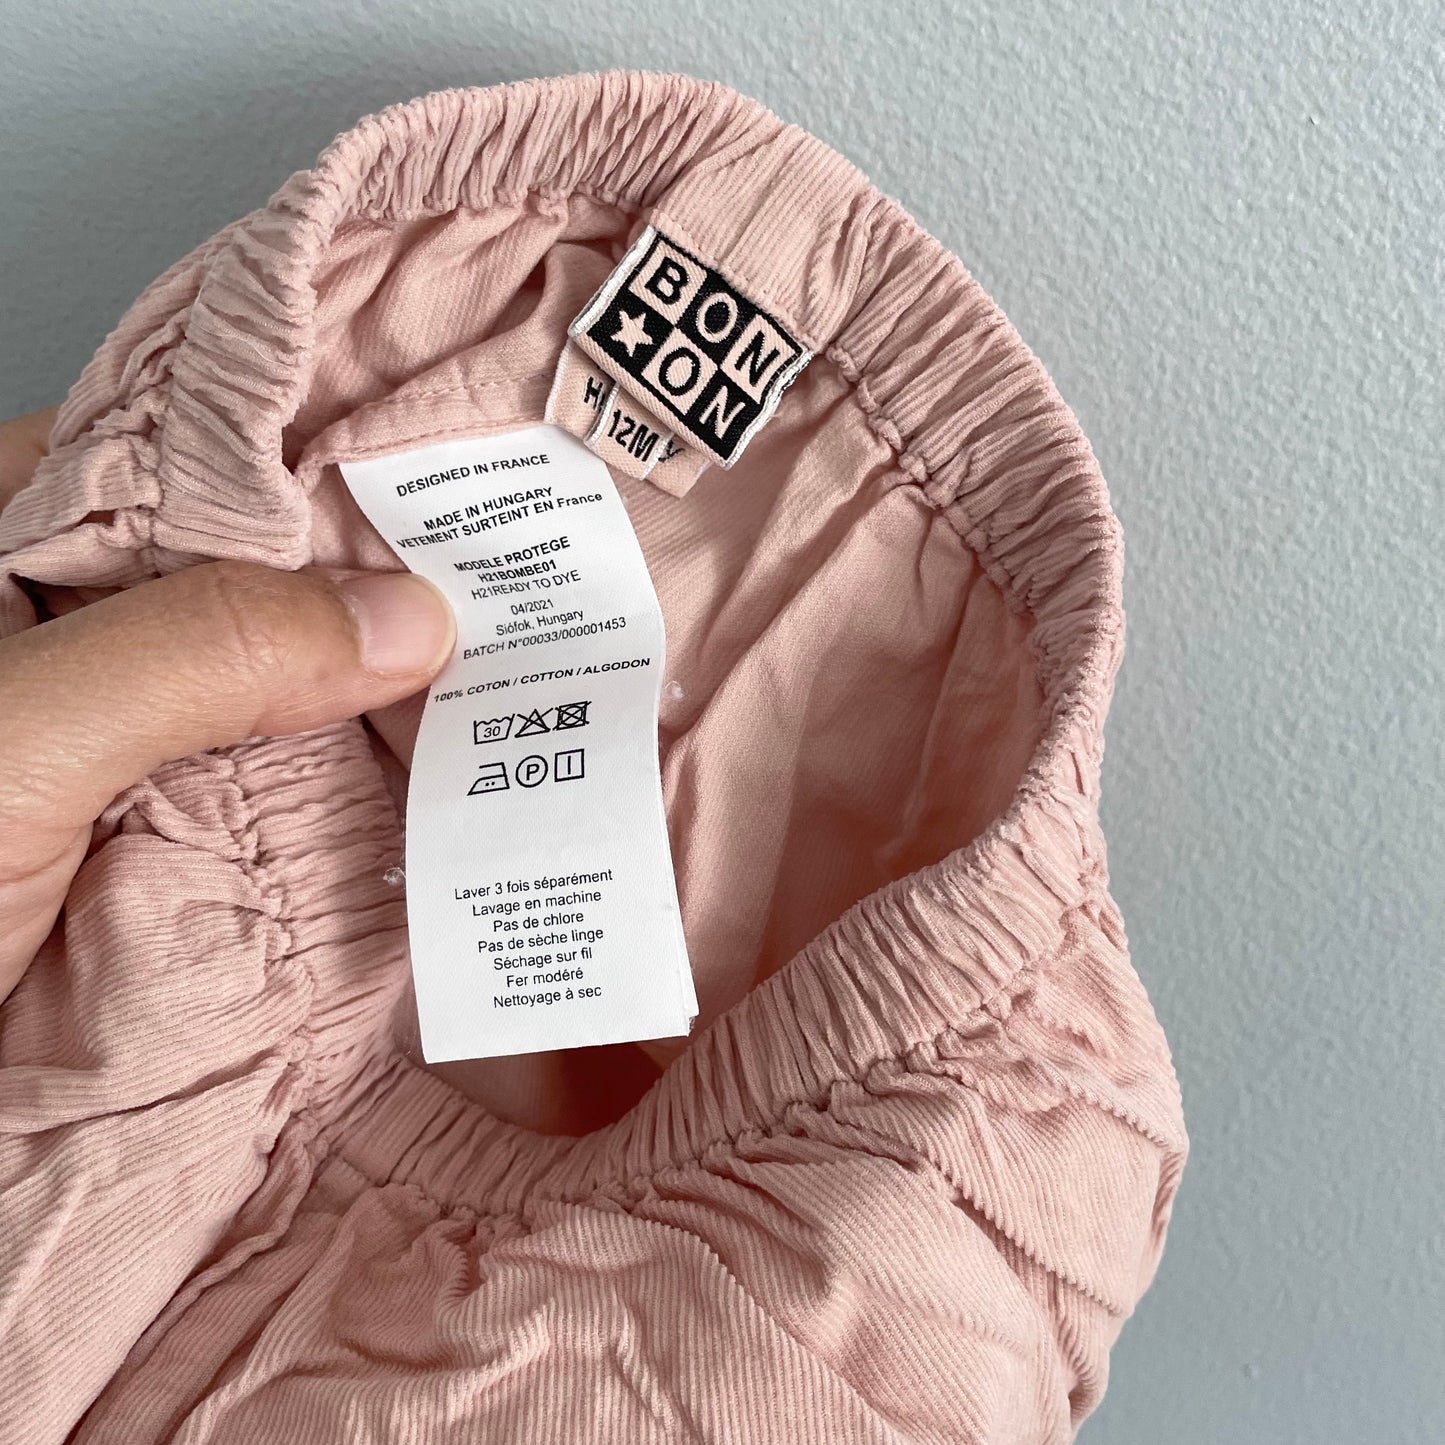 BON
★ON
12M
DESIGNED IN FRANCE
MADE IN HUNGARY
VETEMENT SURTEINT EN France
MODELE PROTEGE
H21BOMBE01
H21READY TO DYE
04/2021
Siófok, Hungary
BATCH N°00033/000001453
100% COTON / COTTON / ALGODON
30
P
Laver 3 fois séparément
Lavage en machine
Pas de chlore
Pas de sèche linge
Séchage sur fil
Fer modéré
Nettoyage à sec